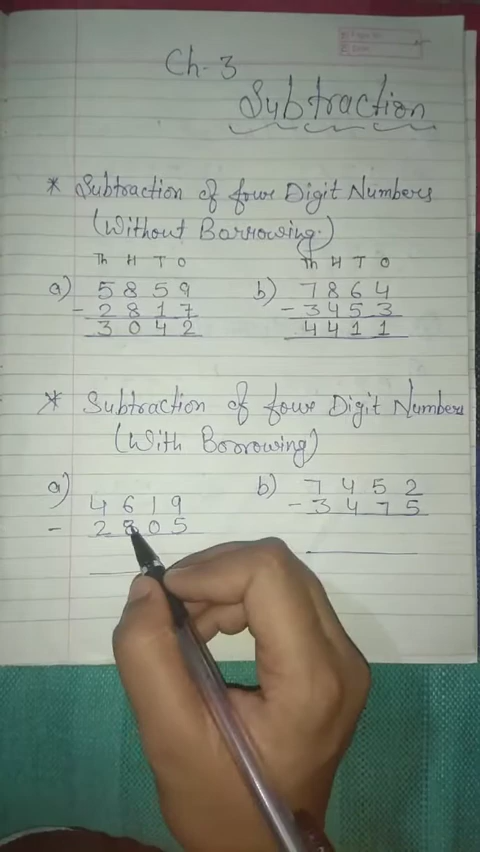 Ch-3
Subtraction
* Subtraction of four Digit Numbers
(Without Borrowing)
Th H T O Th H T O
a) 5 8 5 9 b) 7 8 6 4
- 2 8 1 7 - 3 4 5 3
3 0 4 2 4 4 1 1
* Subtraction of four Digit Numbers
(With Borrowing)
a) 4 6 1 9 b) 7 4 5 2
- 2 8 0 5 - 3 4 7 5